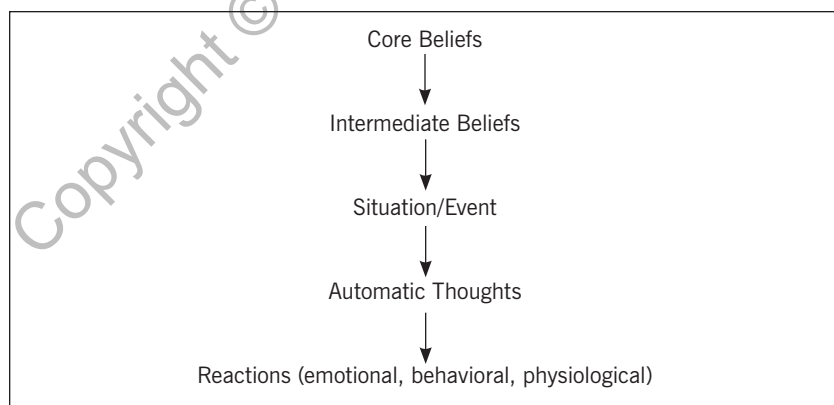 Copyright ©
Core Beliefs
Intermediate Beliefs
Situation/Event
Automatic Thoughts
Reactions (emotional, behavioral, physiological)